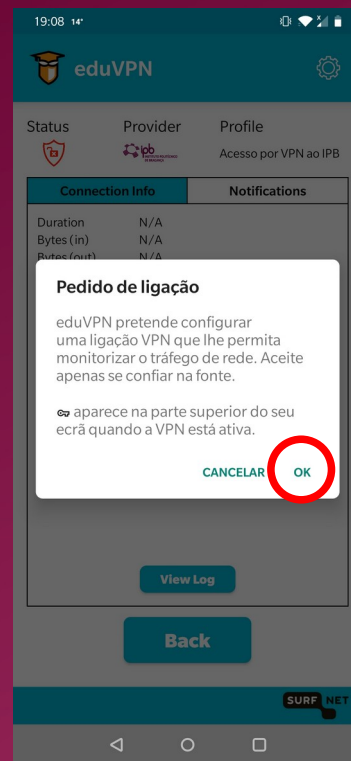 19:08 14°
eduVPN
Status Provider Profile
ipb
Acesso por VPN ao IPB
Connection Info Notifications
Duration N/A
Bytes (in) N/A
Bytes (out) N/A
Pedido de ligação
eduVPN pretende configurar
uma ligação VPN que lhe permita
monitorizar o tráfego de rede. Aceite
apenas se confiar na
fonte.
aparece na parte superior do seu
ecrã quando a VPN está ativa.
CANCELAR OK
View Log
Back
SURF NET